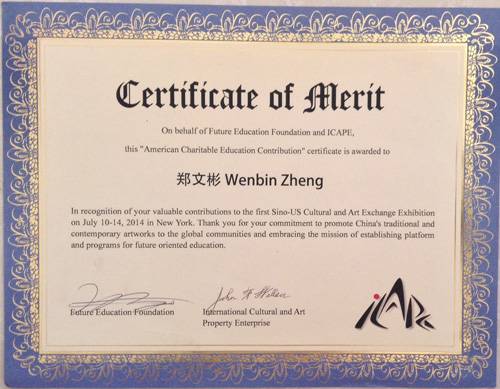 Certificate of Merit
On behalf of Future Education Foundation and ICAPE,
this "American Charitable Education Contribution" certificate is awarded to
郑文彬 Wenbin Zheng
In recognition of your valuable contributions to the first Sino-US Cultural and Art Exchange Exhibition
on July 10-14, 2014 in New York. Thank you for your commitment to promote China's traditional and
contemporary artworks to the global communities and embracing the mission of establishing platform
and programs for future oriented education.
Future Education Foundation
International Cultural and Art
Property Enterprise
ICAPE